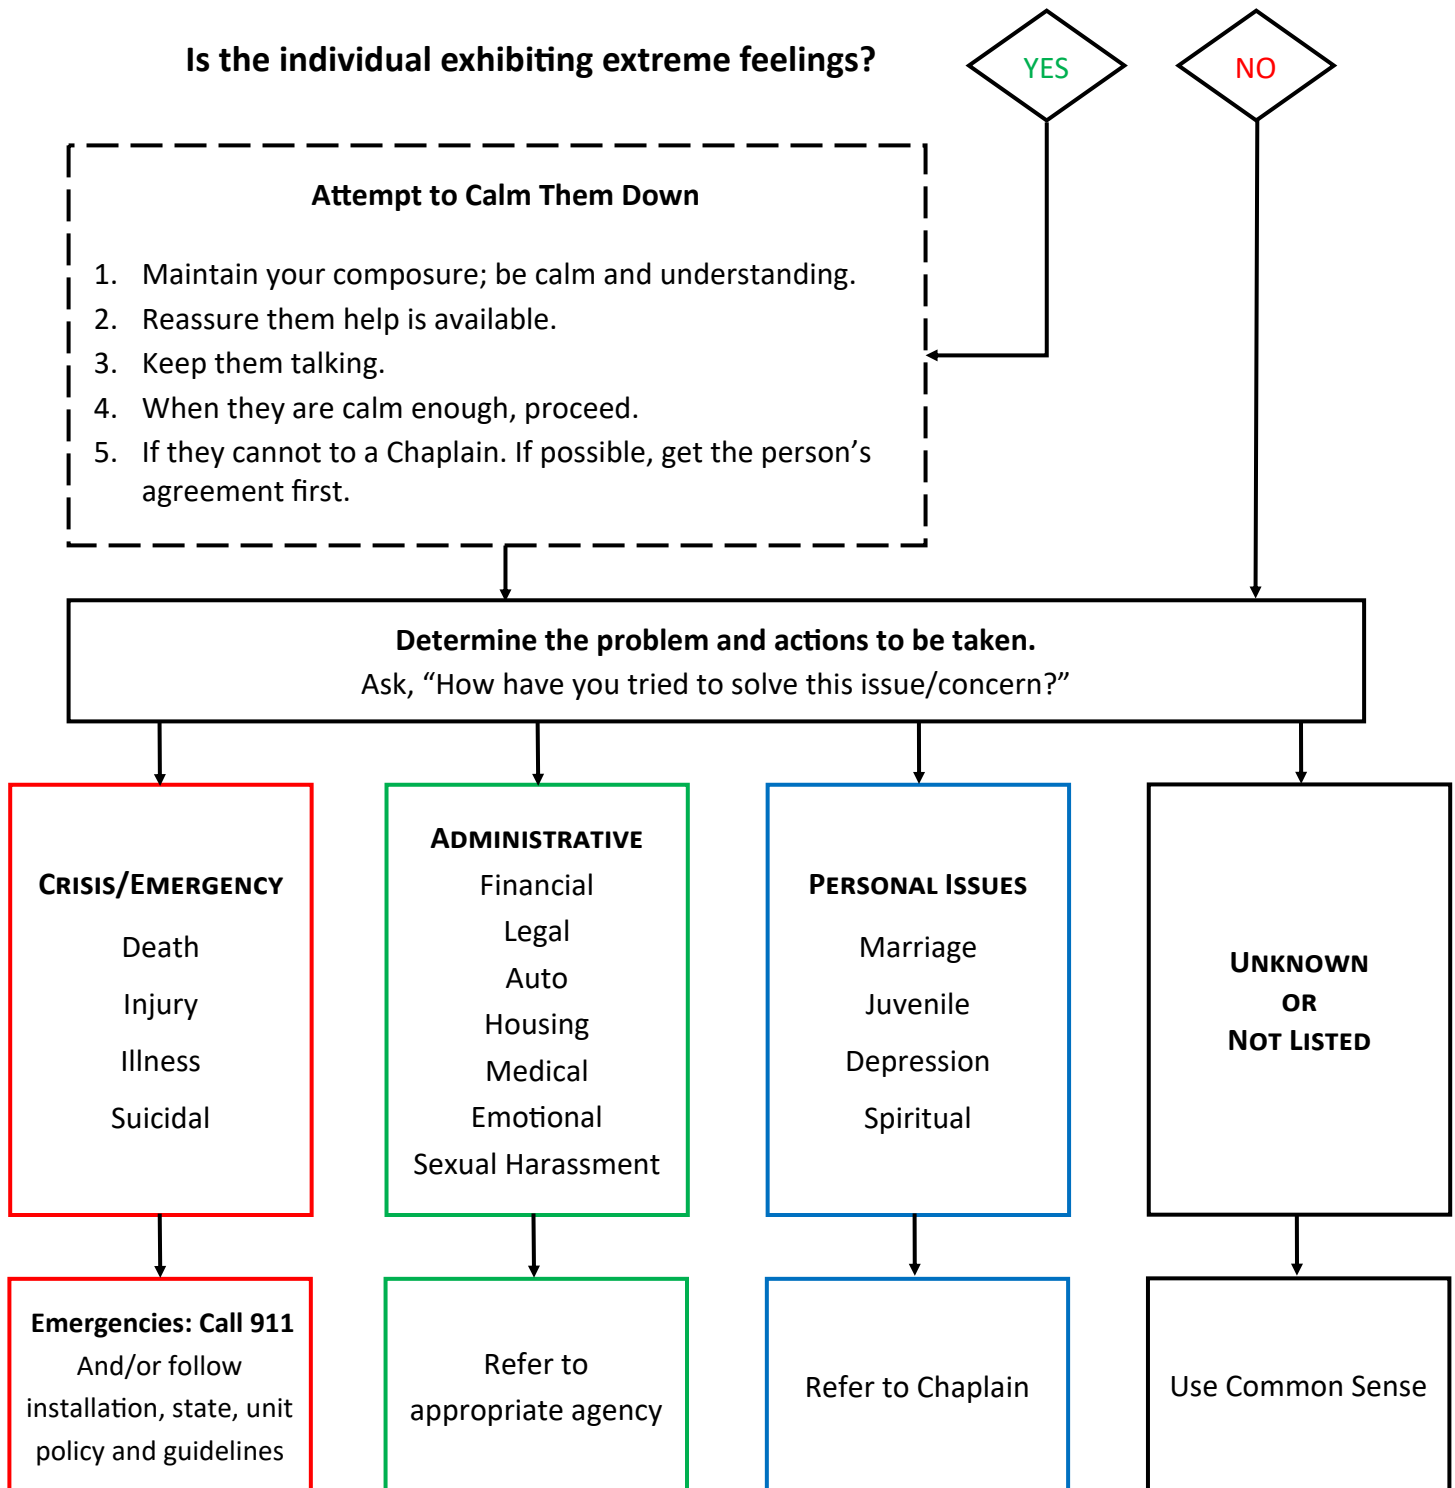 Is the individual exhibiting extreme feelings?
YES
NO
Attempt to Calm Them Down
1. Maintain your composure; be calm and understanding.
2. Reassure them help is available.
3. Keep them talking.
4. When they are calm enough, proceed.
5. If they cannot to a Chaplain. If possible, get the person’s
agreement first.
Determine the problem and actions to be taken.
Ask, “How have you tried to solve this issue/concern?”
CRISIS/EMERGENCY
Death
Injury
Illness
Suicidal
ADMINISTRATIVE
Financial
Legal
Auto
Housing
Medical
Emotional
Sexual Harassment
PERSONAL ISSUES
Marriage
Juvenile
Depression
Spiritual
UNKNOWN
OR
NOT LISTED
Emergencies: Call 911
And/or follow
installation, state, unit
policy and guidelines
Refer to
appropriate agency
Refer to Chaplain
Use Common Sense